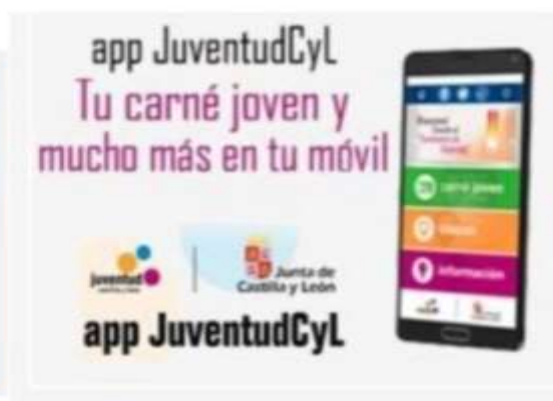 app JuventudCyL
Tu carné joven y
mucho más en tu móvil
carné joven
información
juventud
Junta de
Castilla y León
app JuventudCyL